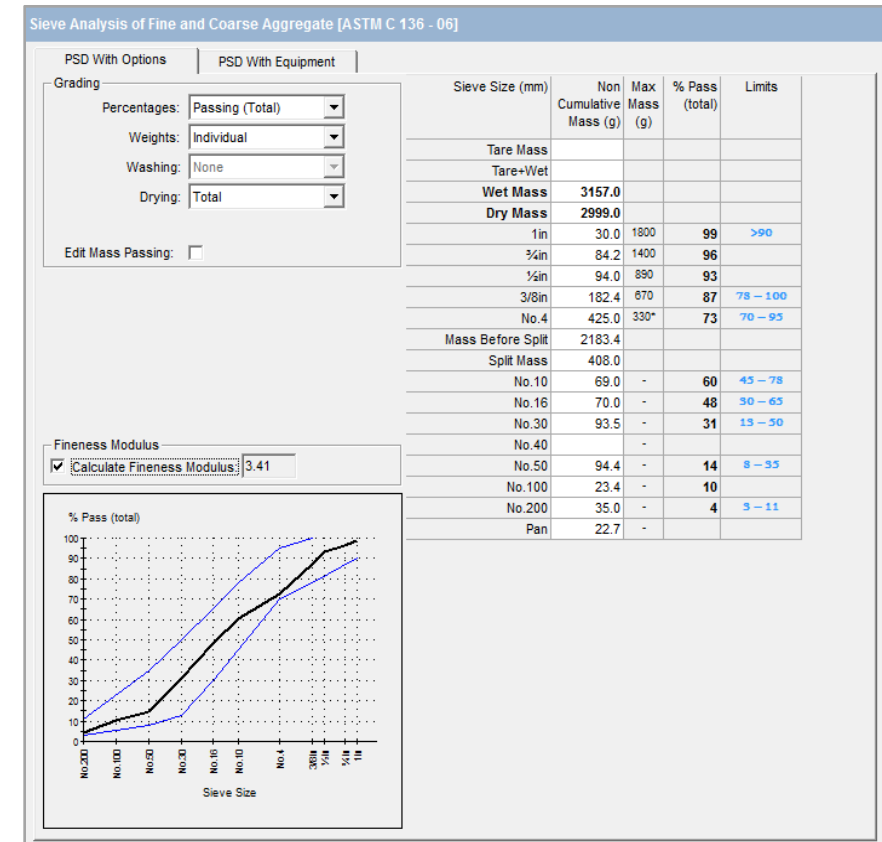 Sieve Analysis of Fine and Coarse Aggregate [ASTM C 136 - 06]
PSD With Options
PSD With Equipment
Grading
Percentages: Passing (Total)
Weights: Individual
Washing: None
Drying: Total
Edit Mass Passing:
Fineness Modulus
Calculate Fineness Modulus: 3.41
% Pass (total)
100
90
80
70
60
50
40
30
20
10
0
No.200 No.100 No.50 No.30 No.16 No.10 No.4 3/8in ½in ¾in 1in
Sieve Size
Sieve Size (mm) Non Cumulative Mass (g) Max Mass (g) % Pass (total) Limits
Tare Mass
Tare+Wet
Wet Mass 3157.0
Dry Mass 2999.0
1in 30.0 1800 99 >90
¾in 84.2 1400 96
½in 94.0 890 93
3/8in 182.4 670 87 78 – 100
No.4 425.0 330* 73 70 – 95
Mass Before Split 2183.4
Split Mass 408.0
No.10 69.0 - 60 45 – 78
No.16 70.0 - 48 30 – 65
No.30 93.5 - 31 13 – 50
No.40 -
No.50 94.4 - 14 8 – 35
No.100 23.4 - 10
No.200 35.0 - 4 3 – 11
Pan 22.7 -